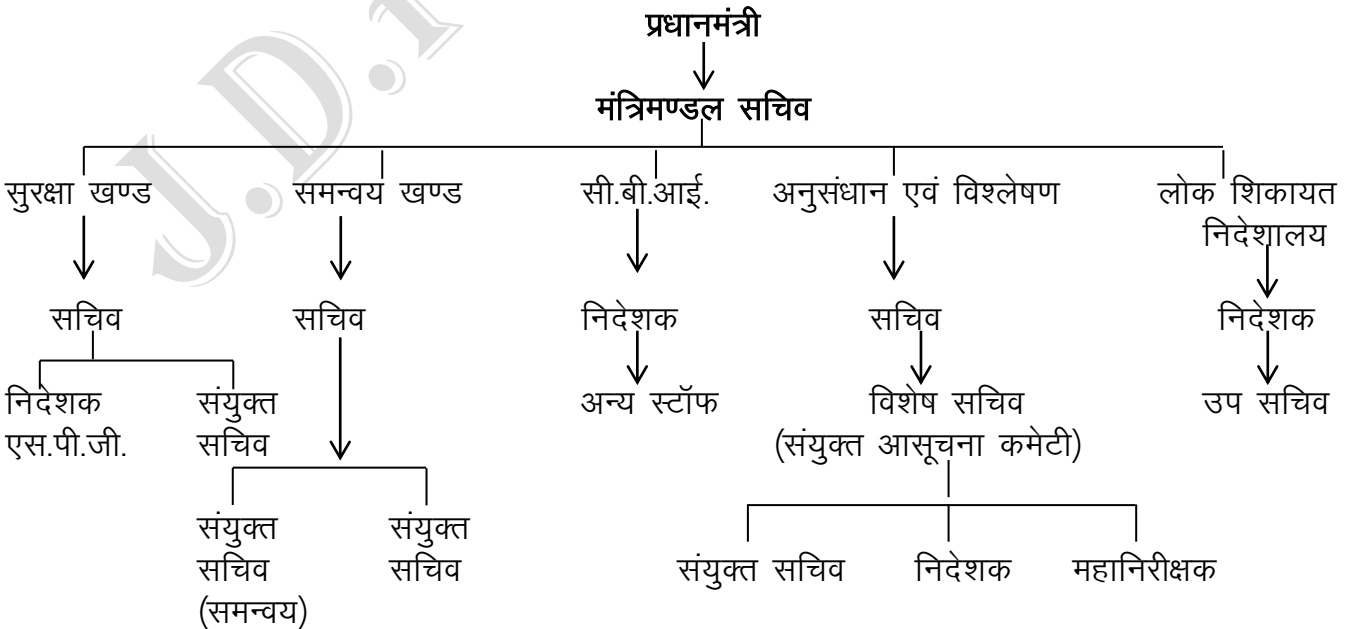 प्रधानमंत्री
मंत्रिमण्डल सचिव
सुरक्षा खण्ड
समन्वय खण्ड
सी.बी.आई.
अनुसंधान एवं विश्लेषण
लोक शिकायत
निदेशालय
सचिव
सचिव
निदेशक
सचिव
निदेशक
निदेशक
एस.पी.जी.
संयुक्त
सचिव
अन्य स्टॉफ
विशेष सचिव
(संयुक्त आसूचना कमेटी)
उप सचिव
संयुक्त
सचिव
(समन्वय)
संयुक्त
सचिव
संयुक्त सचिव
निदेशक
महानिरीक्षक
J.D.